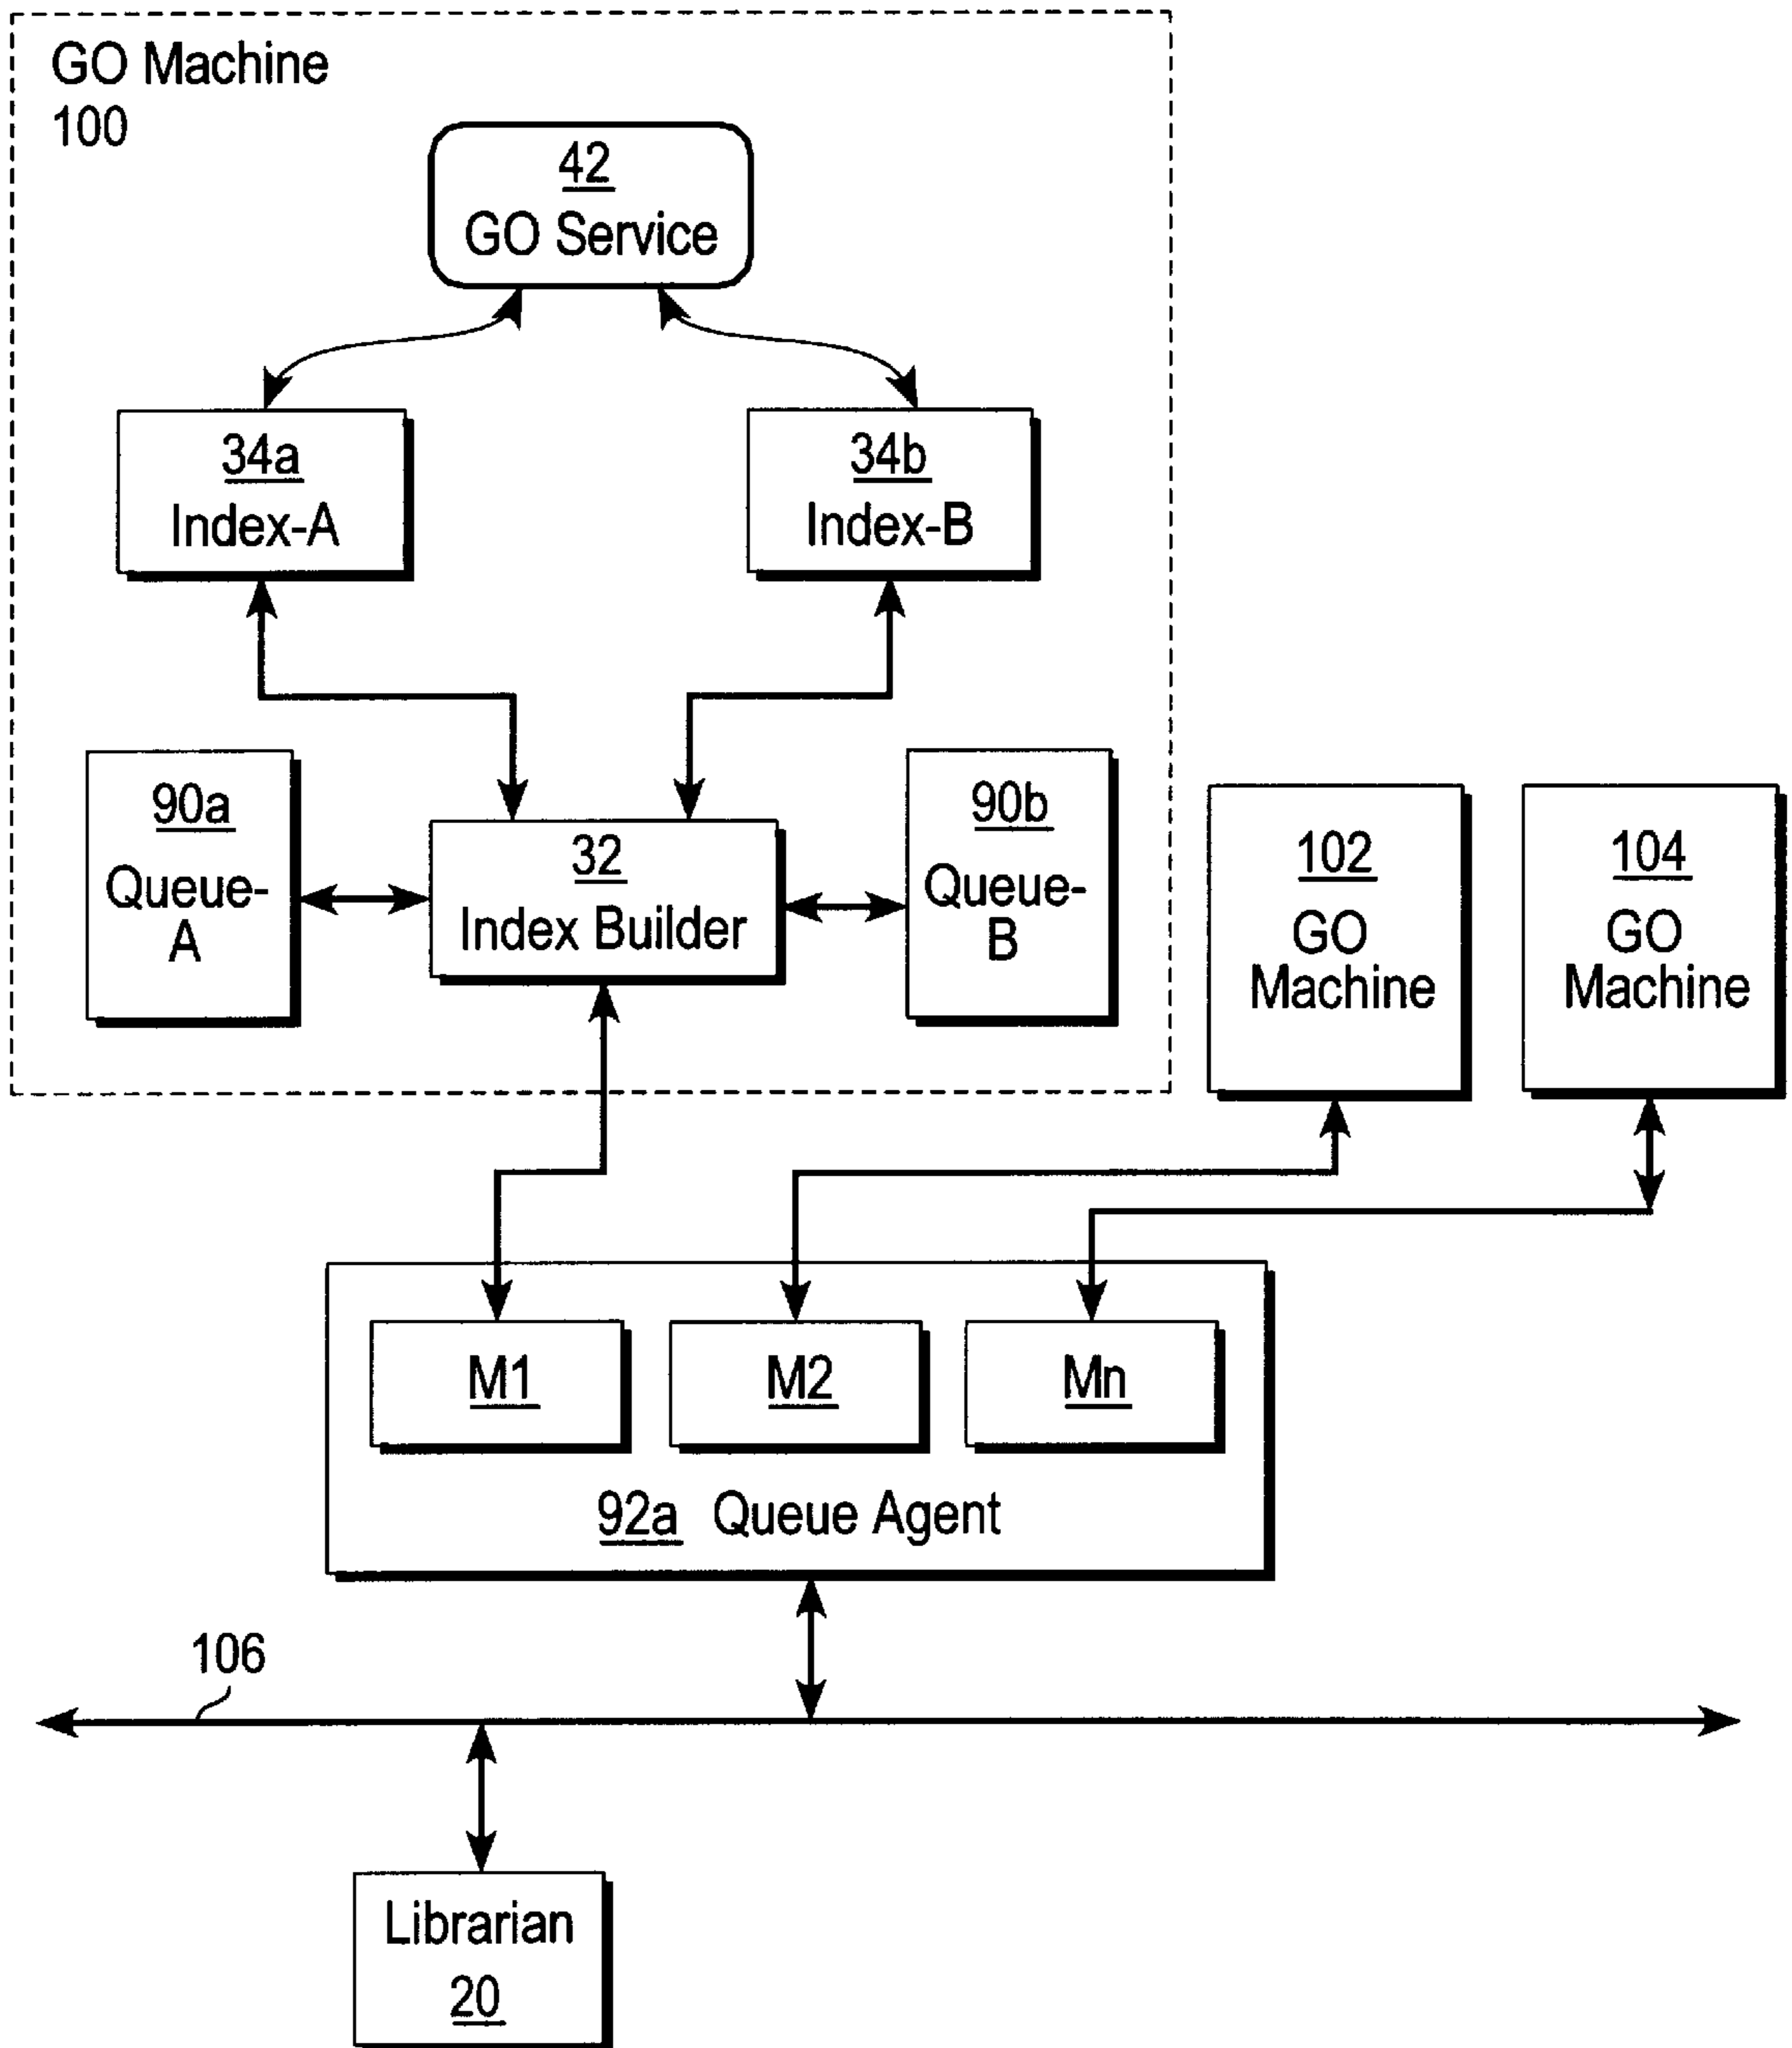 GO Machine
100
42
GO Service
34a
Index-A
34b
Index-B
90a
Queue-
A
32
Index Builder
90b
Queue-
B
102
GO
Machine
104
GO
Machine
M1
M2
Mn
92a Queue Agent
106
Librarian
20